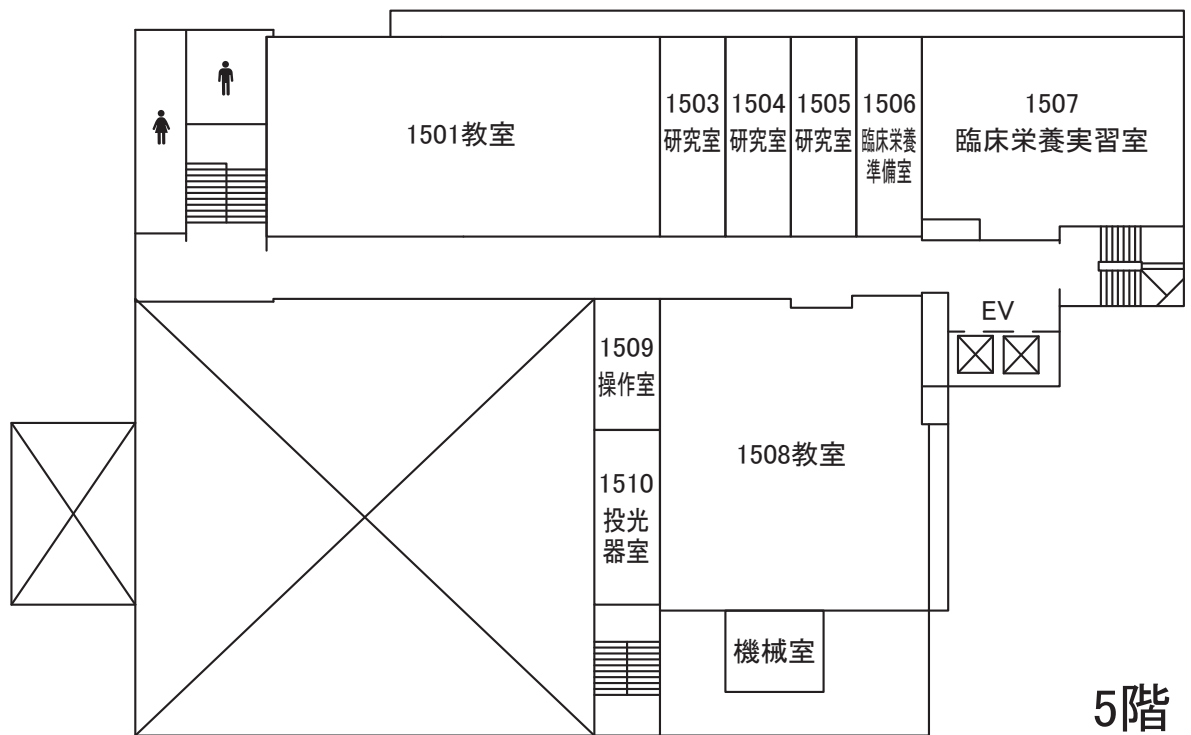 1501教室
1503
研究室
1504
研究室
1505
研究室
1506
臨床栄養
準備室
1507
臨床栄養実習室
EV
1509
操作室
1508教室
1510
投光
器室
機械室
5階